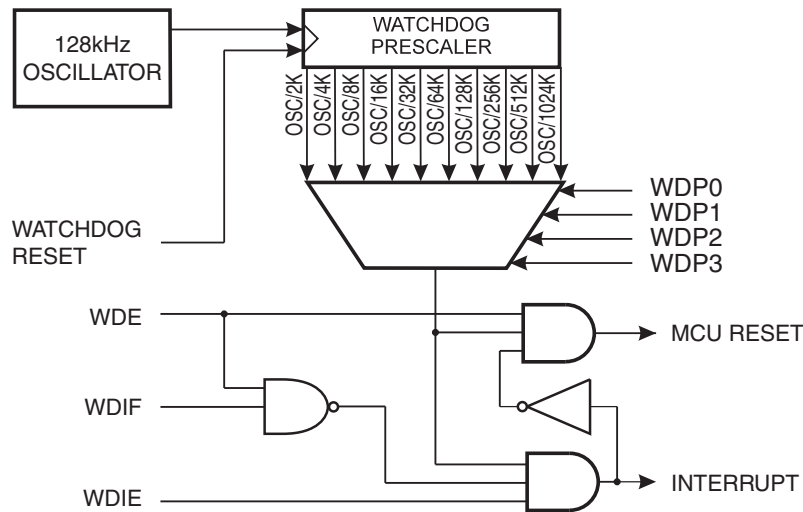 128kHz
OSCILLATOR
WATCHDOG
PRESCALER
OSC/2K
OSC/4K
OSC/8K
OSC/16K
OSC/32K
OSC/64K
OSC/128K
OSC/256K
OSC/512K
OSC/1024K
WATCHDOG
RESET
WDP0
WDP1
WDP2
WDP3
WDE
MCU RESET
WDIF
WDIE
INTERRUPT